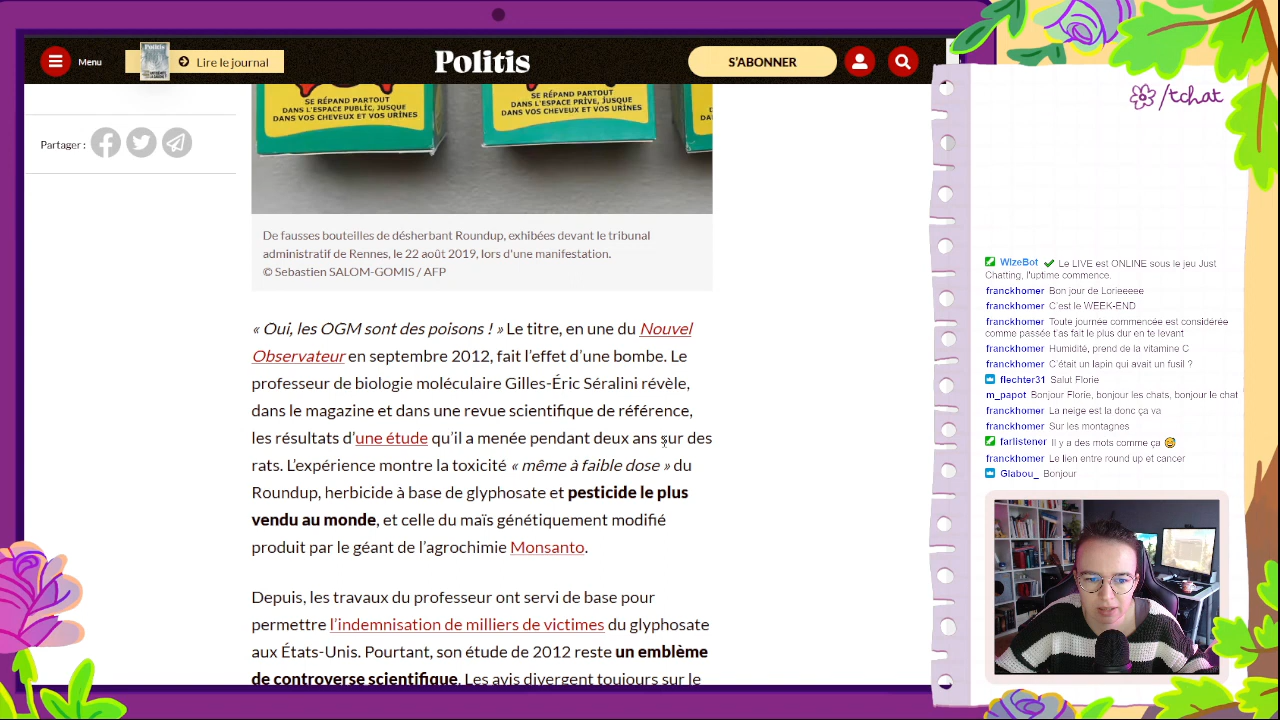 Menu
Lire le journal
Politis
S'ABONNER
/tchat
Partager :
SE RÉPAND PARTOUT
DANS L'ESPACE PUBLIC, JUSQUE
DANS VOS CHEVEUX ET VOS URINES
SE RÉPAND PARTOUT
DANS L'ESPACE PRIVÉ, JUSQUE
DANS VOS CHEVEUX ET VOS URINES
De fausses bouteilles de désherbant Roundup, exhibées devant le tribunal
administratif de Rennes, le 22 août 2019, lors d'une manifestation.
© Sebastien SALOM-GOMIS / AFP
« Oui, les OGM sont des poisons ! » Le titre, en une du Nouvel
Observateur en septembre 2012, fait l'effet d'une bombe. Le
professeur de biologie moléculaire Gilles-Éric Séralini révèle,
dans le magazine et dans une revue scientifique de référence,
les résultats d'une étude qu'il a menée pendant deux ans sur des
rats. L'expérience montre la toxicité « même à faible dose » du
Roundup, herbicide à base de glyphosate et pesticide le plus
vendu au monde, et celle du maïs génétiquement modifié
produit par le géant de l'agrochimie Monsanto.
Depuis, les travaux du professeur ont servi de base pour
permettre l'indemnisation de milliers de victimes du glyphosate
aux États-Unis. Pourtant, son étude de 2012 reste un emblème
de controverse scientifique. Les avis divergent toujours sur le
WizeBot Le LIVE est ONLINE sous le jeu Just
Chatting, l'uptime commence.
franckhomer Bon jour de Lorieeeee
franckhomer C'est le WEEK-END
franckhomer Toute journée commencée est considérée
comme passée t'as fait le plus dur en te levant
franckhomer Humidité, prend de la vitamine C
franckhomer C'était un lapin qui avait un fusil ?
flechter31 Salut Florie
m_papot Bonjour Florie, bonjour les chats, bonjour le chat
franckhomer La neige est la donc ça va
franckhomer Sur les montagnes
farlistener Il y a des mots comme ça 😅
franckhomer Le lien entre round up et cancer
Glabou_ Bonjour